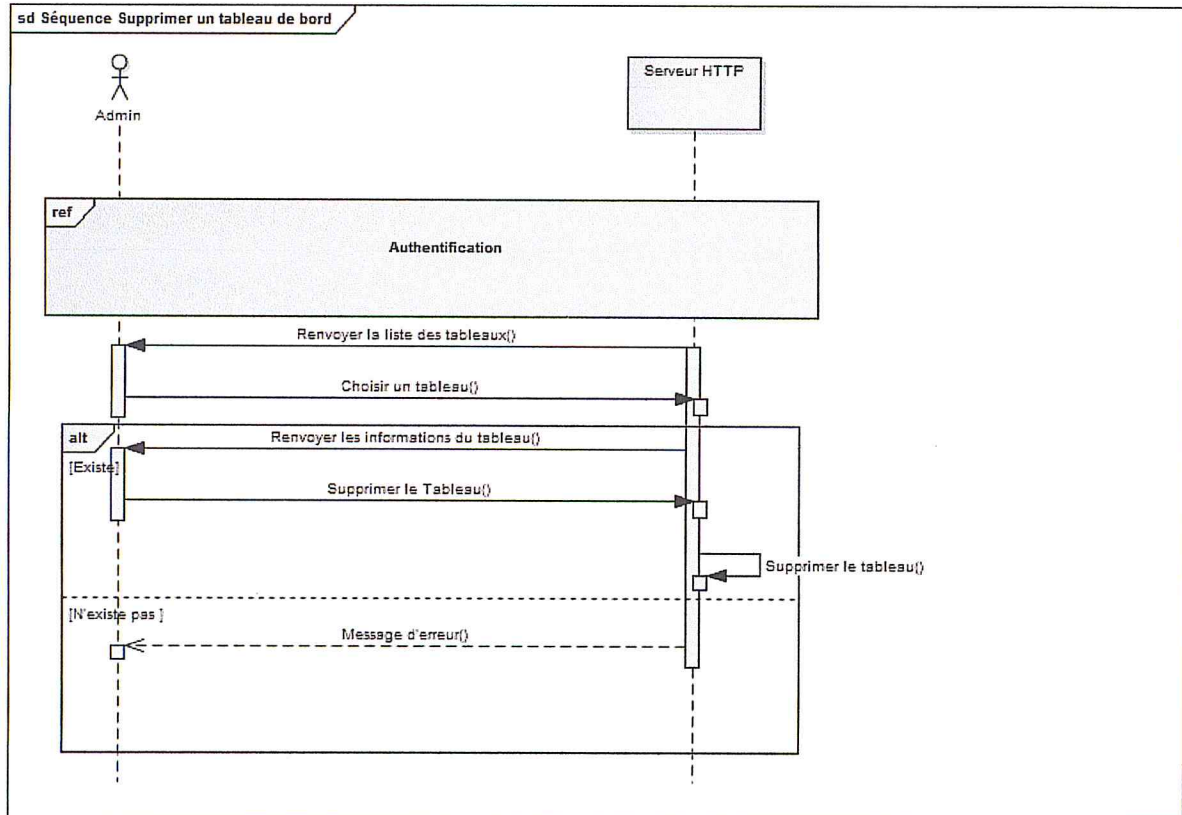 sd Séquence Supprimer un tableau de bord
Admin
Serveur HTTP
ref
Authentification
Renvoyer la liste des tableaux()
Choisir un tableau()
alt
Renvoyer les informations du tableau()
[Existe]
Supprimer le Tableau()
Supprimer le tableau()
[N'existe pas ]
Message d'erreur()